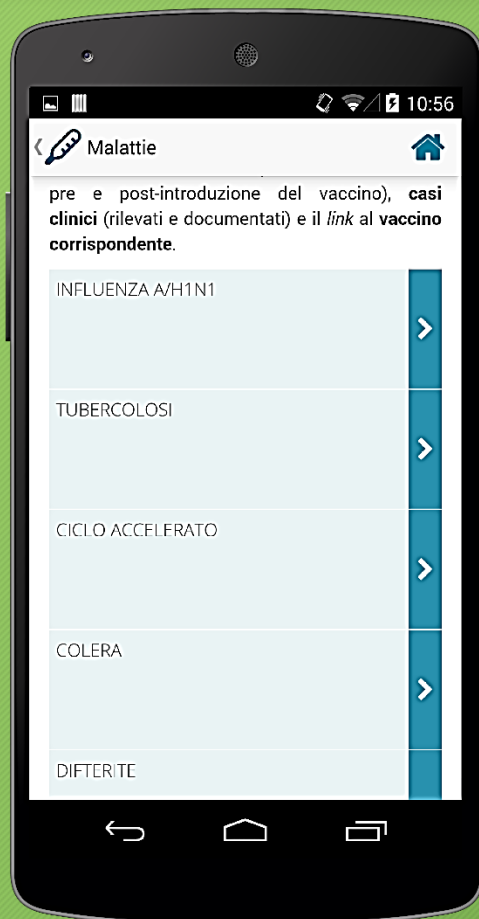 10:56
Malattie
pre e post-introduzione del vaccino), casi
clinici (rilevati e documentati) e il link al vaccino
corrispondente.
INFLUENZA A/H1N1
TUBERCOLOSI
CICLO ACCELERATO
COLERA
DIFTERITE